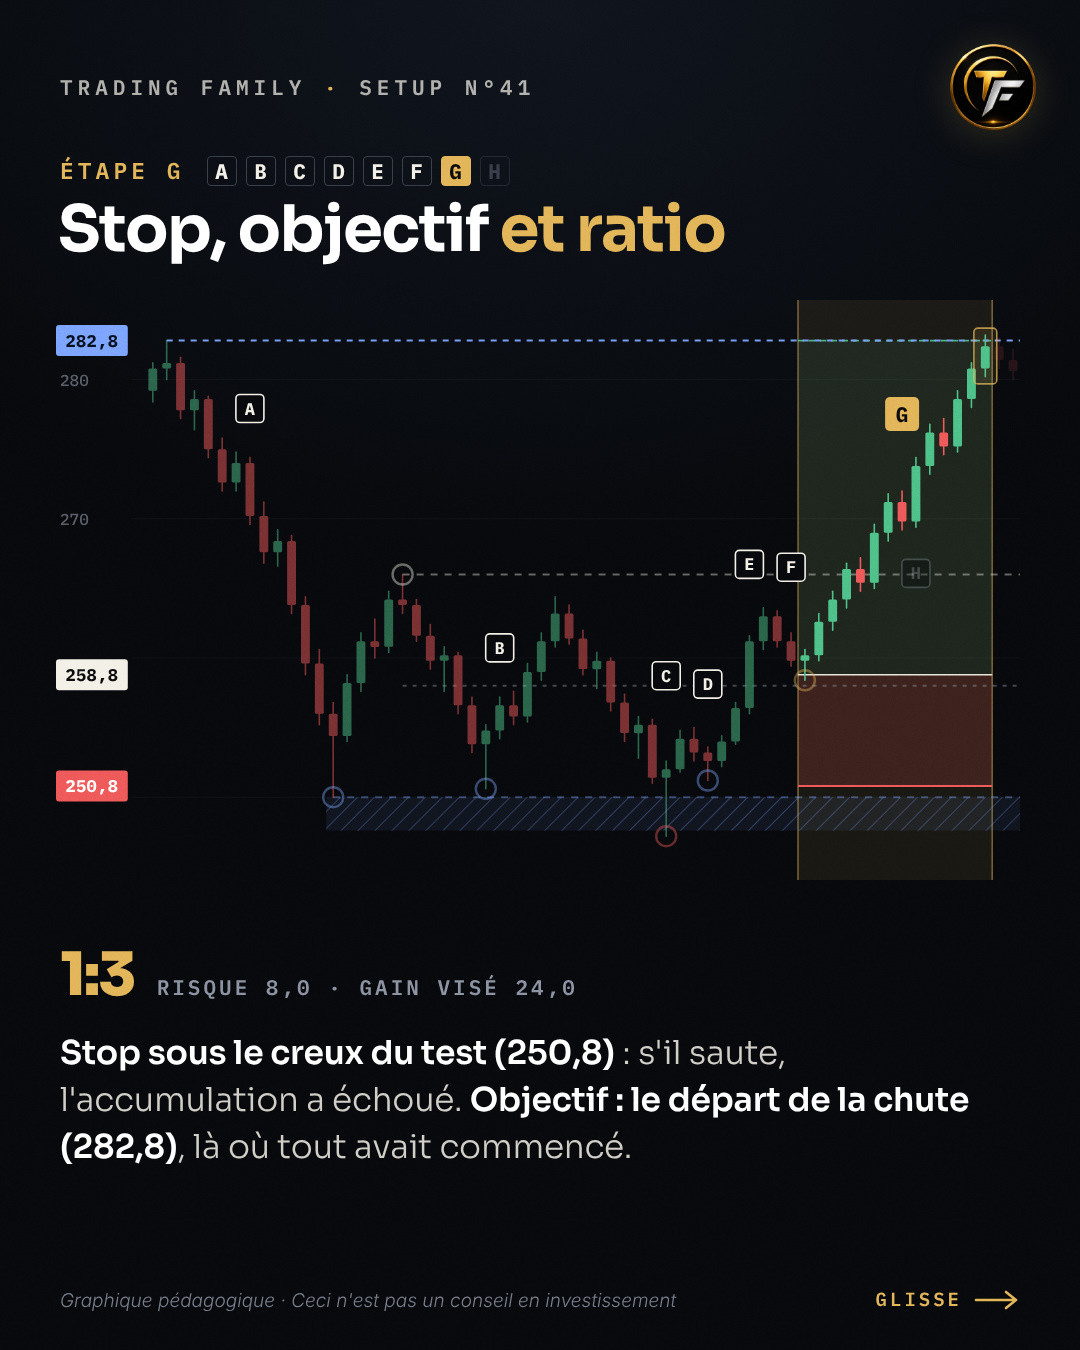 TRADING FAMILY · SETUP N°41
TF
ÉTAPE G A B C D E F G H
Stop, objectif et ratio
282,8
280
A
G
270
E
F
H
B
258,8
C
D
250,8
1:3 RISQUE 8,0 · GAIN VISÉ 24,0
Stop sous le creux du test (250,8) : s'il saute,
l'accumulation a échoué. Objectif : le départ de la chute
(282,8), là où tout avait commencé.
Graphique pédagogique · Ceci n'est pas un conseil en investissement
GLISSE →